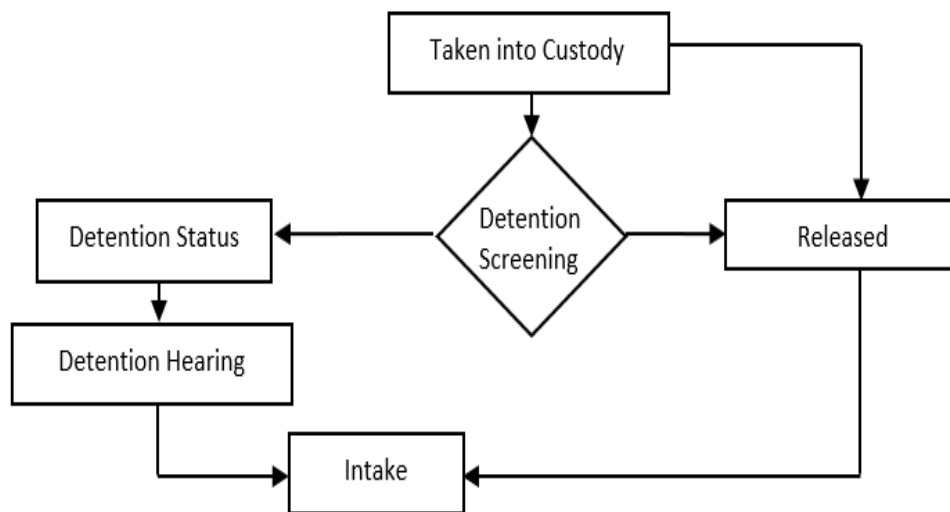 Taken into Custody
Detention Status
Detention
Screening
Released
Detention Hearing
Intake